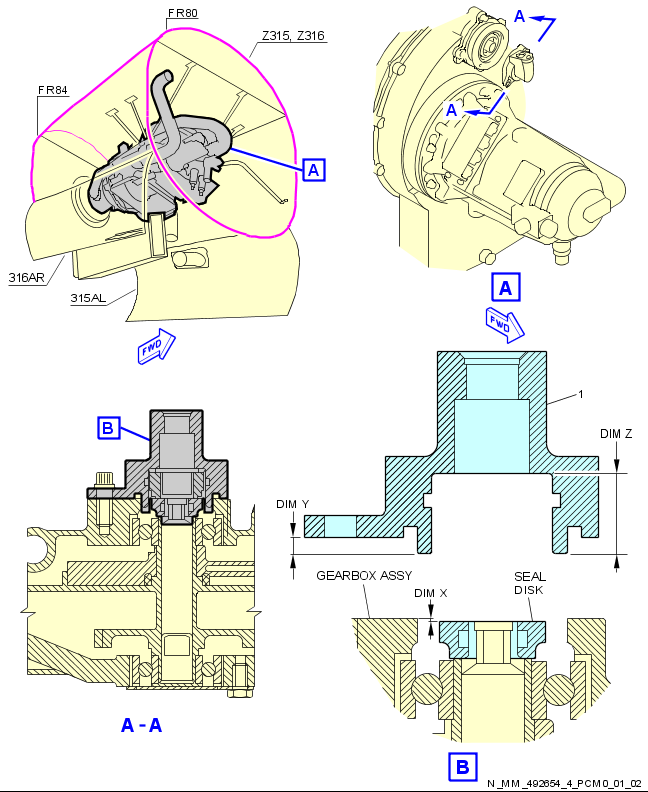 FR80
Z315, Z316
FR84
A
316AR
315AL
FWD
A
A
A
FWD
B
A-A
1
DIM Z
DIM Y
GEARBOX ASSY
DIM X
SEAL
DISK
B
N_MM_492654_4_PCM0_01_02